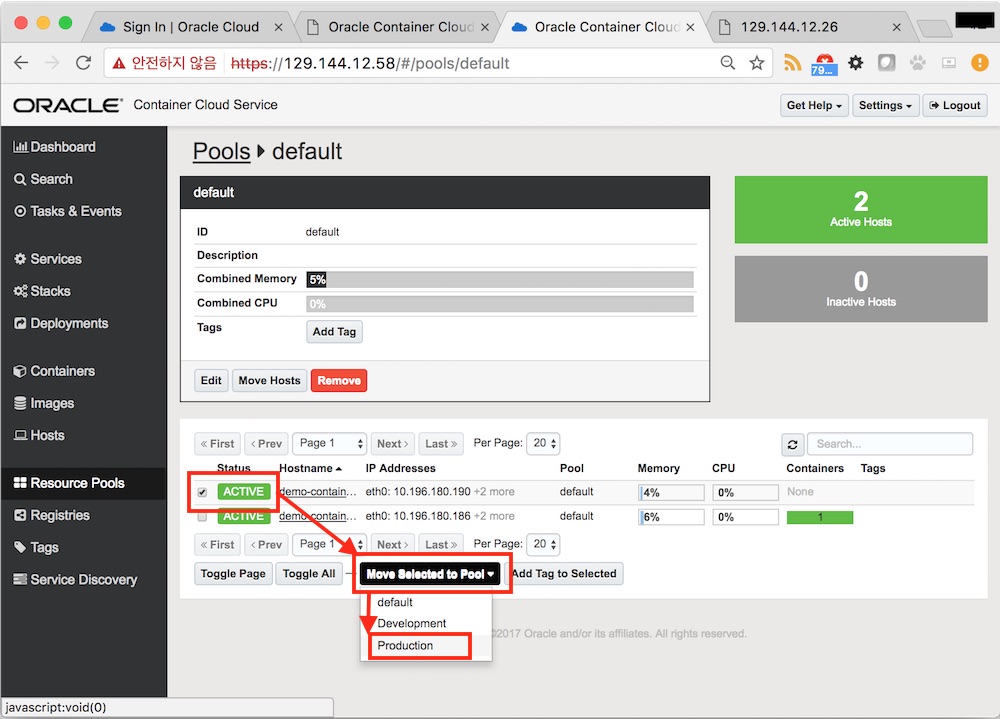 Sign In | Oracle Cloud
Oracle Container Cloud
Oracle Container Cloud
129.144.12.26
안전하지 않음
https://129.144.12.58/#/pools/default
79...
ORACLE® Container Cloud Service
Get Help
Settings
Logout
Dashboard
Search
Tasks & Events
Services
Stacks
Deployments
Containers
Images
Hosts
Resource Pools
Registries
Tags
Service Discovery
Pools default
default
ID default
Description
Combined Memory 5%
Combined CPU 0%
Tags Add Tag
Edit Move Hosts Remove
2
Active Hosts
0
Inactive Hosts
« First ‹ Prev Page 1 Next › Last » Per Page: 20 Search...
Status Hostname IP Addresses Pool Memory CPU Containers Tags
ACTIVE demo-contain... eth0: 10.196.180.190 +2 more default 4% 0% None
ACTIVE demo-contain... eth0: 10.196.180.186 +2 more default 6% 0% 1
« First ‹ Prev Page 1 Next › Last » Per Page: 20
Toggle Page Toggle All Move Selected to Pool Add Tag to Selected
default
Development
Production
©2017 Oracle and/or its affiliates. All rights reserved.
javascript:void(0)